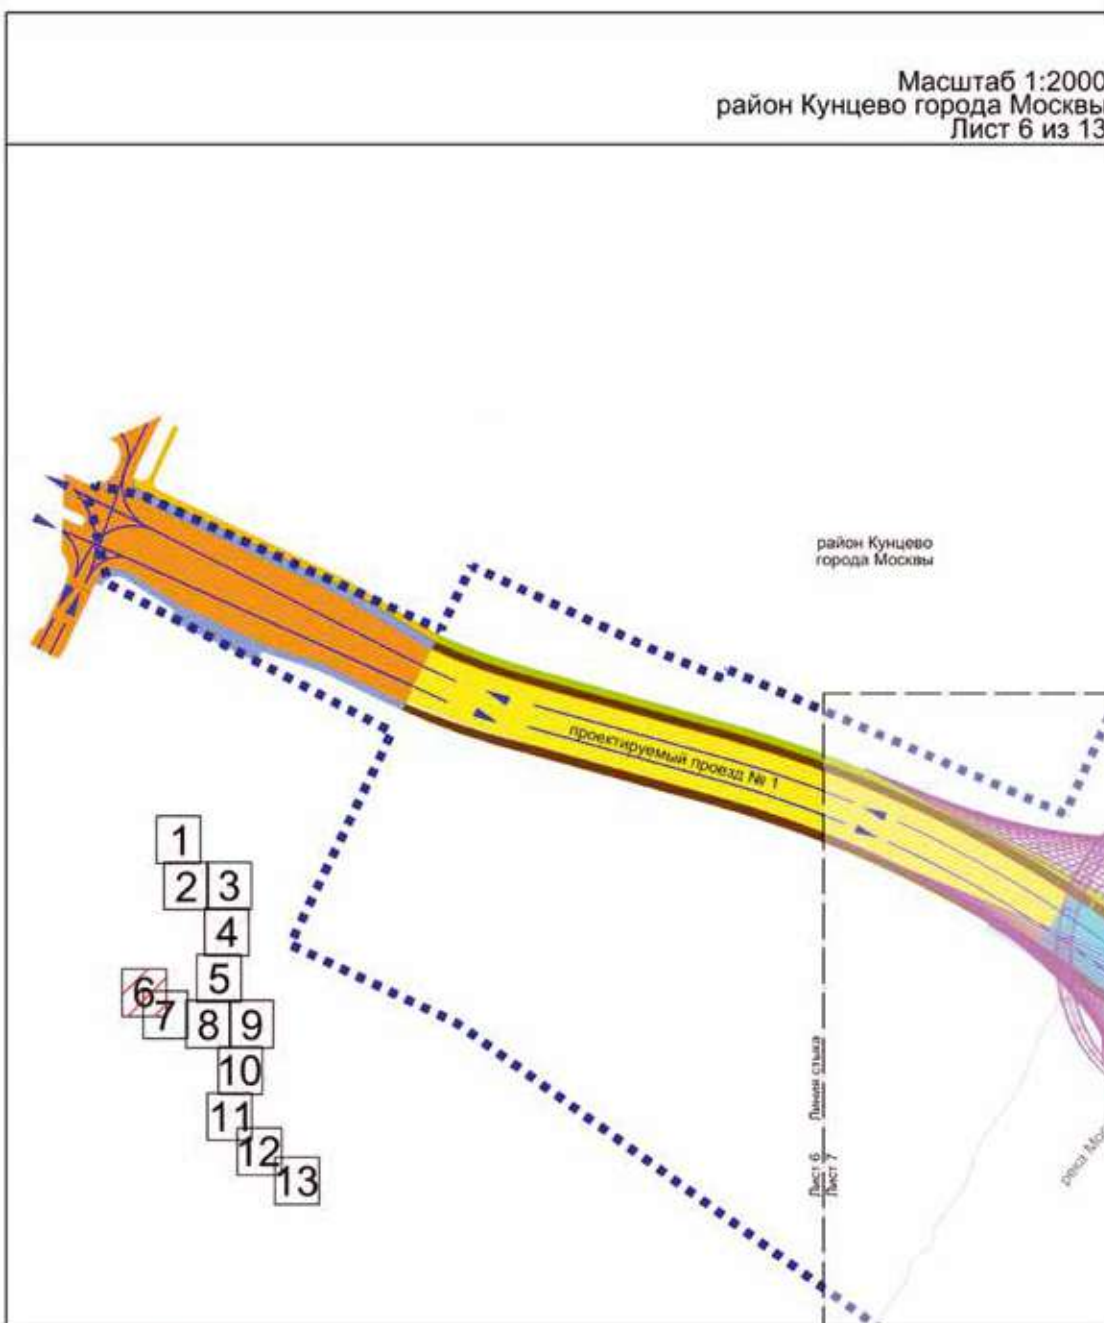 Масштаб 1:2000
район Кунцево города Москвы
Лист 6 из 13
район Кунцево
города Москвы
проектируемый проезд № 1
1
2 3
4
5
6
7 8 9
10
11
12
13
Лист 6 Линия стыка
Лист 7
река